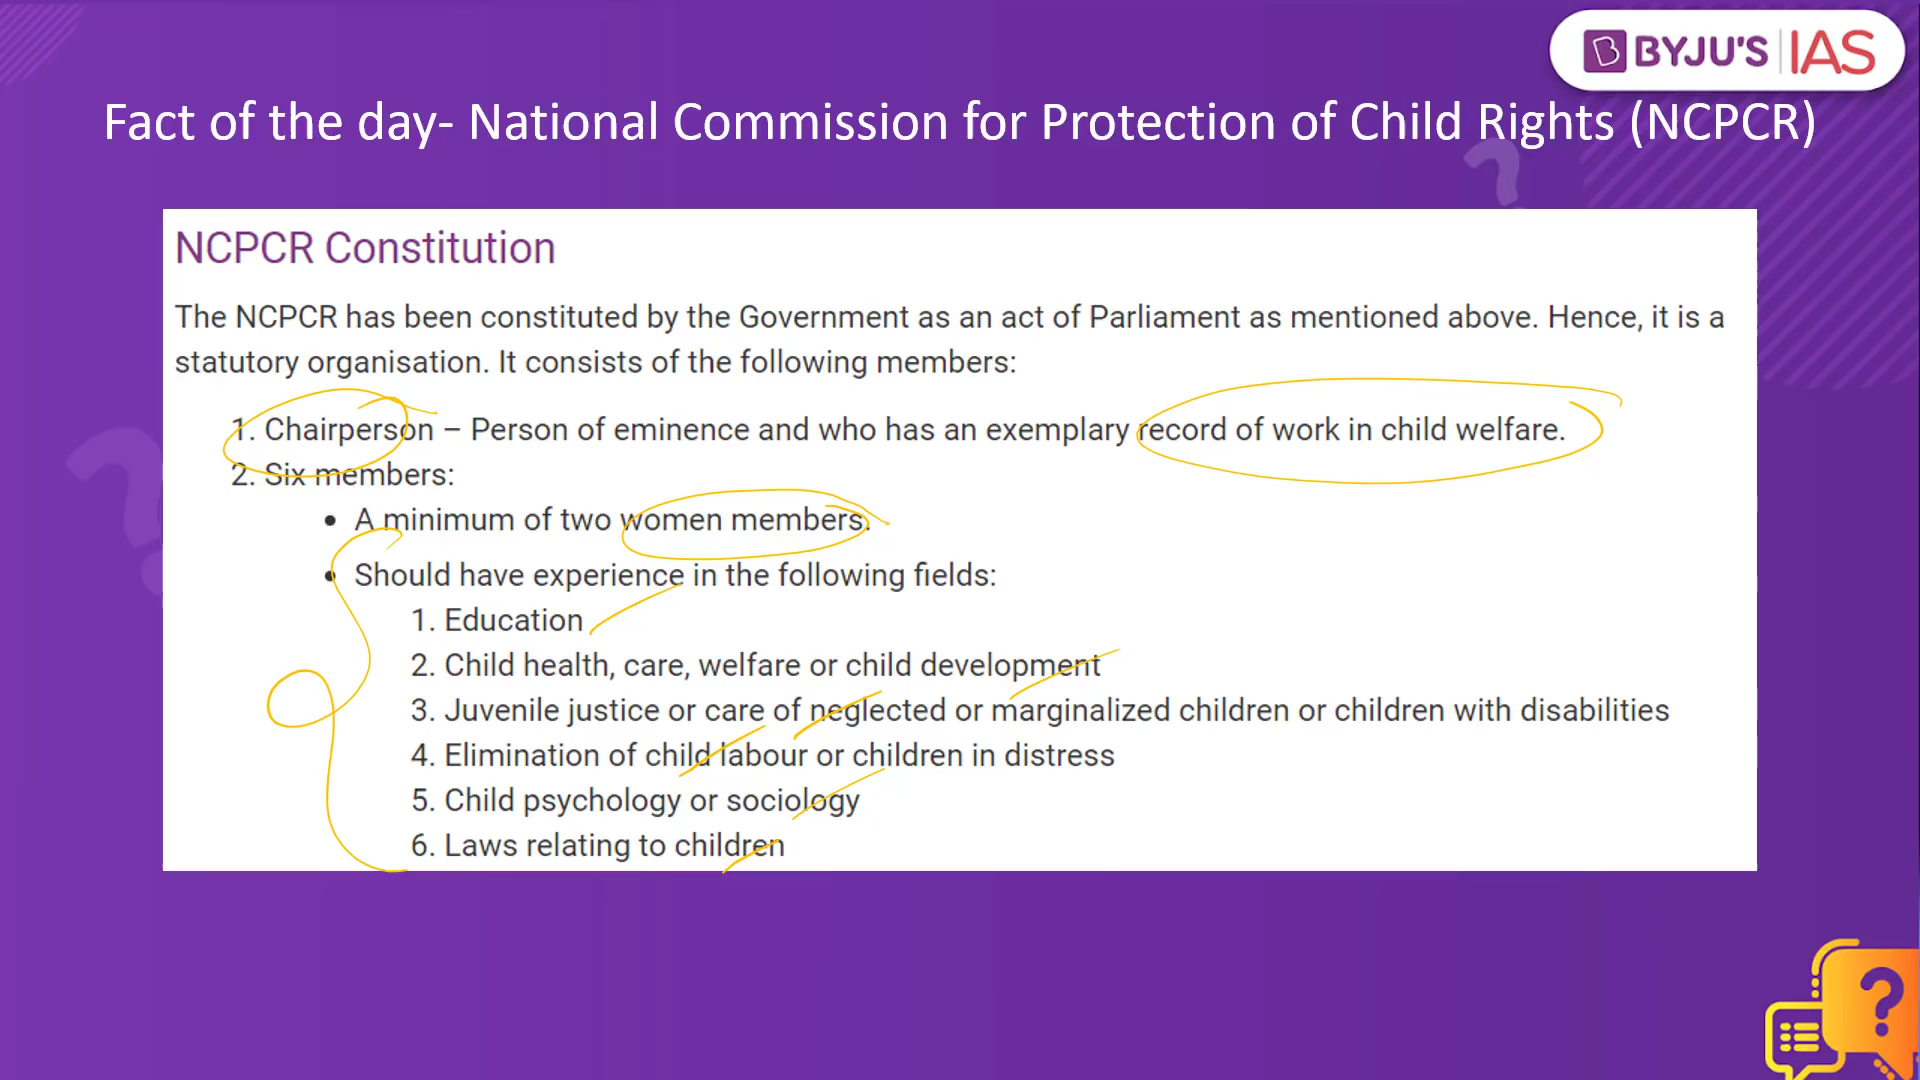 BYJU'S IAS
Fact of the day- National Commission for Protection of Child Rights (NCPCR)
NCPCR Constitution
The NCPCR has been constituted by the Government as an act of Parliament as mentioned above. Hence, it is a
statutory organisation. It consists of the following members:
1. Chairperson – Person of eminence and who has an exemplary record of work in child welfare.
2. Six members:
• A minimum of two women members.
• Should have experience in the following fields:
1. Education
2. Child health, care, welfare or child development
3. Juvenile justice or care of neglected or marginalized children or children with disabilities
4. Elimination of child labour or children in distress
5. Child psychology or sociology
6. Laws relating to children